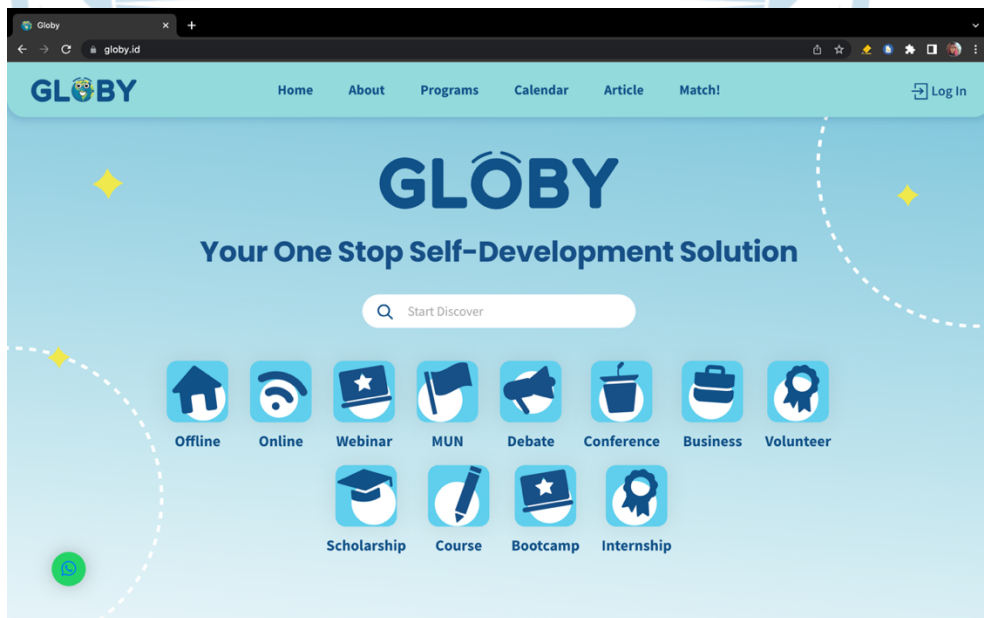 Globy
globy.id
GLOBY
Home About Programs Calendar Article Match!
Log In
GLOBY
Your One Stop Self-Development Solution
Start Discover
Offline Online Webinar MUN Debate Conference Business Volunteer
Scholarship Course Bootcamp Internship